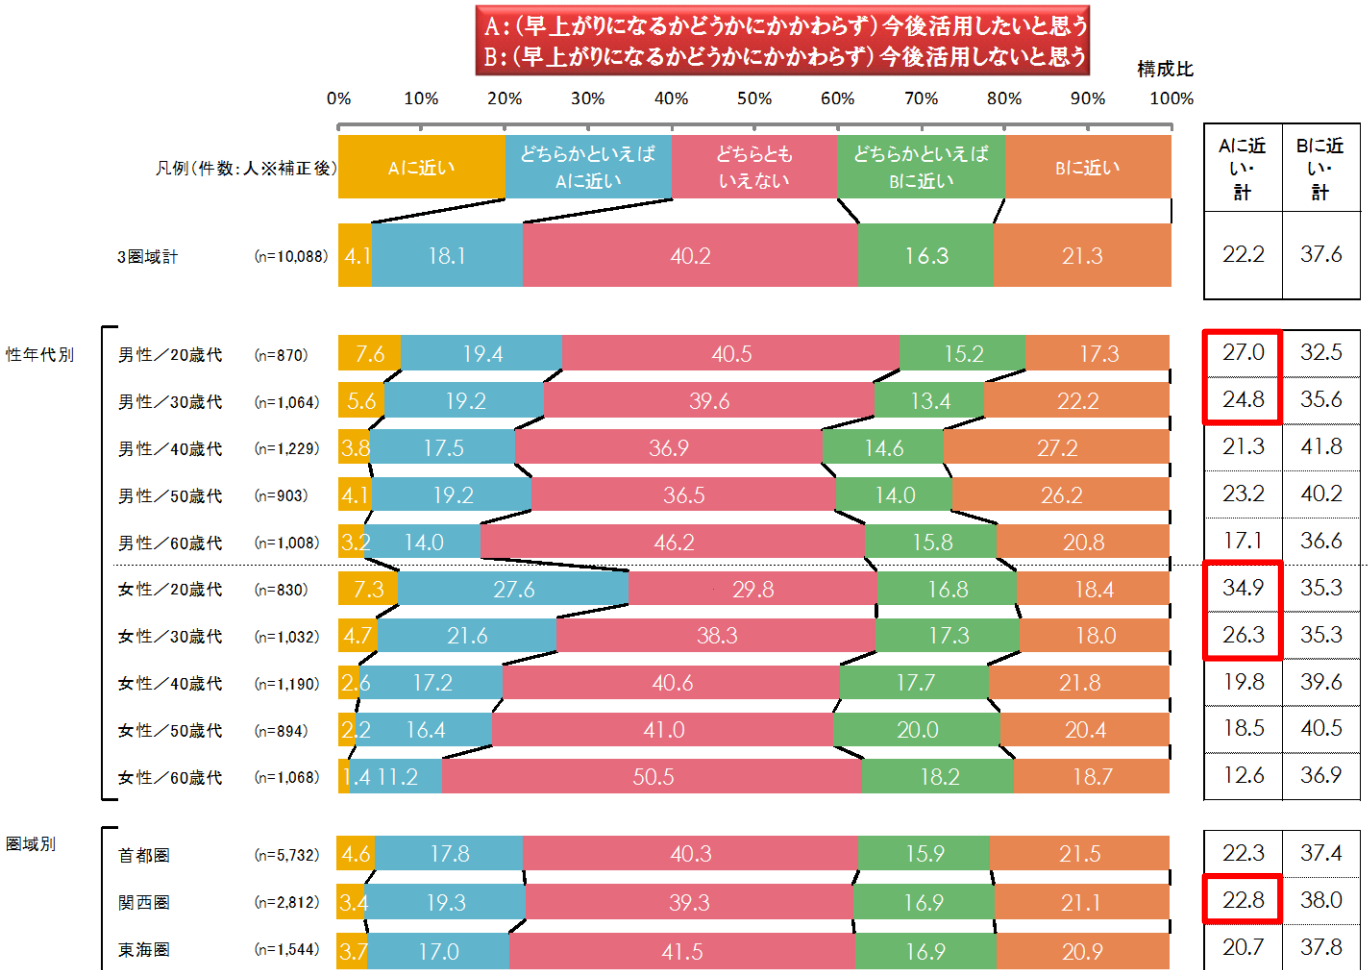 A：(早上がりになるかどうかにかかわらず)今後活用したいと思う
B：(早上がりになるかどうかにかかわらず)今後活用しないと思う
構成比
0% 10% 20% 30% 40% 50% 60% 70% 80% 90% 100%
凡例(件数：人※補正後) Aに近い どちらかといえば Aに近い どちらとも いえない どちらかといえば Bに近い Bに近い Aに近い・計 Bに近い・計
3圏域計 (n=10,088) 4.1 18.1 40.2 16.3 21.3 22.2 37.6
性年代別
男性／20歳代 (n=870) 7.6 19.4 40.5 15.2 17.3 27.0 32.5
男性／30歳代 (n=1,064) 5.6 19.2 39.6 13.4 22.2 24.8 35.6
男性／40歳代 (n=1,229) 3.8 17.5 36.9 14.6 27.2 21.3 41.8
男性／50歳代 (n=903) 4.1 19.2 36.5 14.0 26.2 23.2 40.2
男性／60歳代 (n=1,008) 3.2 14.0 46.2 15.8 20.8 17.1 36.6
女性／20歳代 (n=830) 7.3 27.6 29.8 16.8 18.4 34.9 35.3
女性／30歳代 (n=1,032) 4.7 21.6 38.3 17.3 18.0 26.3 35.3
女性／40歳代 (n=1,190) 2.6 17.2 40.6 17.7 21.8 19.8 39.6
女性／50歳代 (n=894) 2.2 16.4 41.0 20.0 20.4 18.5 40.5
女性／60歳代 (n=1,068) 1.4 11.2 50.5 18.2 18.7 12.6 36.9
圏域別
首都圏 (n=5,732) 4.6 17.8 40.3 15.9 21.5 22.3 37.4
関西圏 (n=2,812) 3.4 19.3 39.3 16.9 21.1 22.8 38.0
東海圏 (n=1,544) 3.7 17.0 41.5 16.9 20.9 20.7 37.8